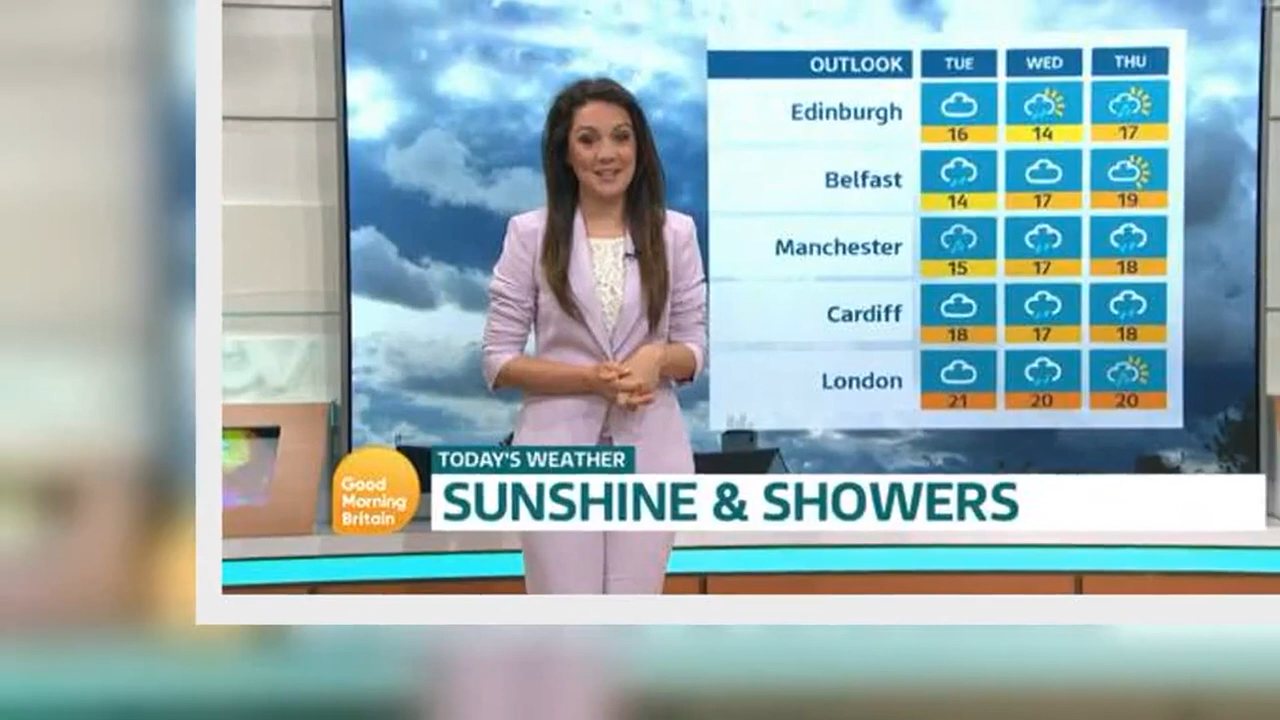 OUTLOOK TUE WED THU
Edinburgh 16 14 17
Belfast 14 17 19
Manchester 15 17 18
Cardiff 18 17 18
London 21 20 20
TODAY'S WEATHER
SUNSHINE & SHOWERS
Good
Morning
Britain